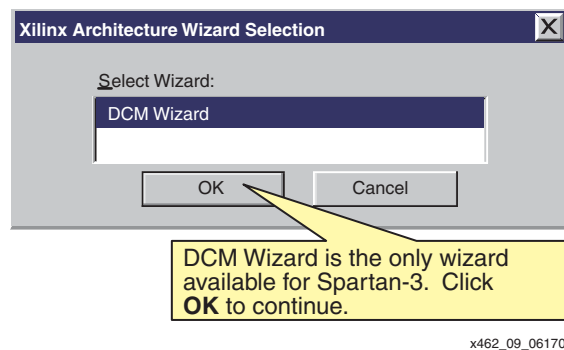 Xilinx Architecture Wizard Selection
X
Select Wizard:
DCM Wizard
OK
Cancel
DCM Wizard is the only wizard
available for Spartan-3. Click
OK to continue.
x462_09_06170